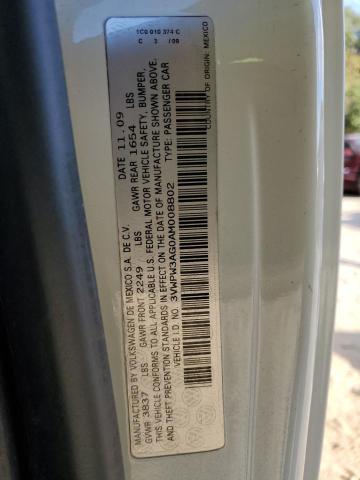 1C0 010 374 C
C 3 /08
MANUFACTURED BY VOLKSWAGEN DE MEXICO S.A. DE C.V. DATE 11.09
GVWR 3837 LBS GAWR FRONT 2249 LBS GAWR REAR 1654 LBS
THIS VEHICLE CONFORMS TO ALL APPLICABLE U.S. FEDERAL MOTOR VEHICLE SAFETY, BUMPER,
AND THEFT PREVENTION STANDARDS IN EFFECT ON THE DATE OF MANUFACTURE SHOWN ABOVE.
VEHICLE I.D. NO. 3VWPW3AG0AM008802 TYPE: PASSENGER CAR
COUNTRY OF ORIGIN: MEXICO